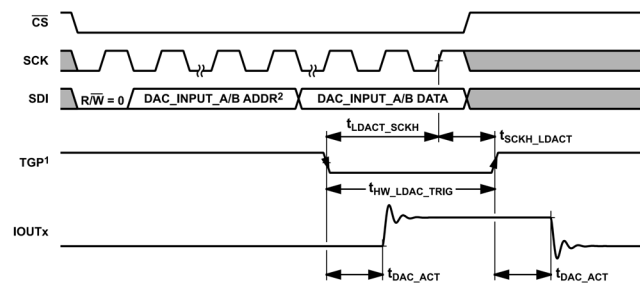 CS
SCK
SDI
R/W = 0
DAC_INPUT_A/B ADDR2
DAC_INPUT_A/B DATA
tLDACT_SCKH
tSCKH_LDACT
TGP1
tHW_LDAC_TRIG
IOUTx
tDAC_ACT
tDAC_ACT